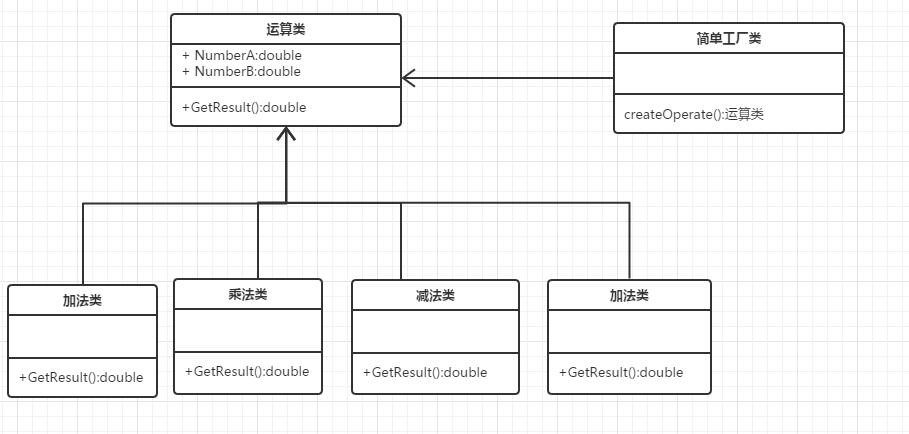 运算类
+ NumberA:double
+ NumberB:double
+GetResult():double
简单工厂类
createOperate():运算类
加法类
+GetResult():double
乘法类
+GetResult():double
减法类
+GetResult():double
加法类
+GetResult():double